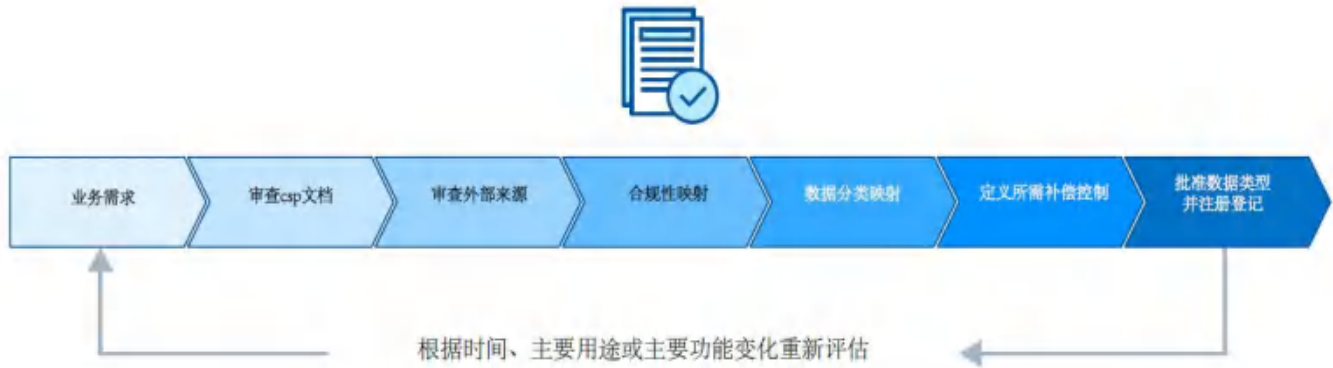 业务需求
审查csp文档
审查外部来源
合规性映射
数据分类映射
定义所需补偿控制
批准数据类型
并注册登记
根据时间、主要用途或主要功能变化重新评估